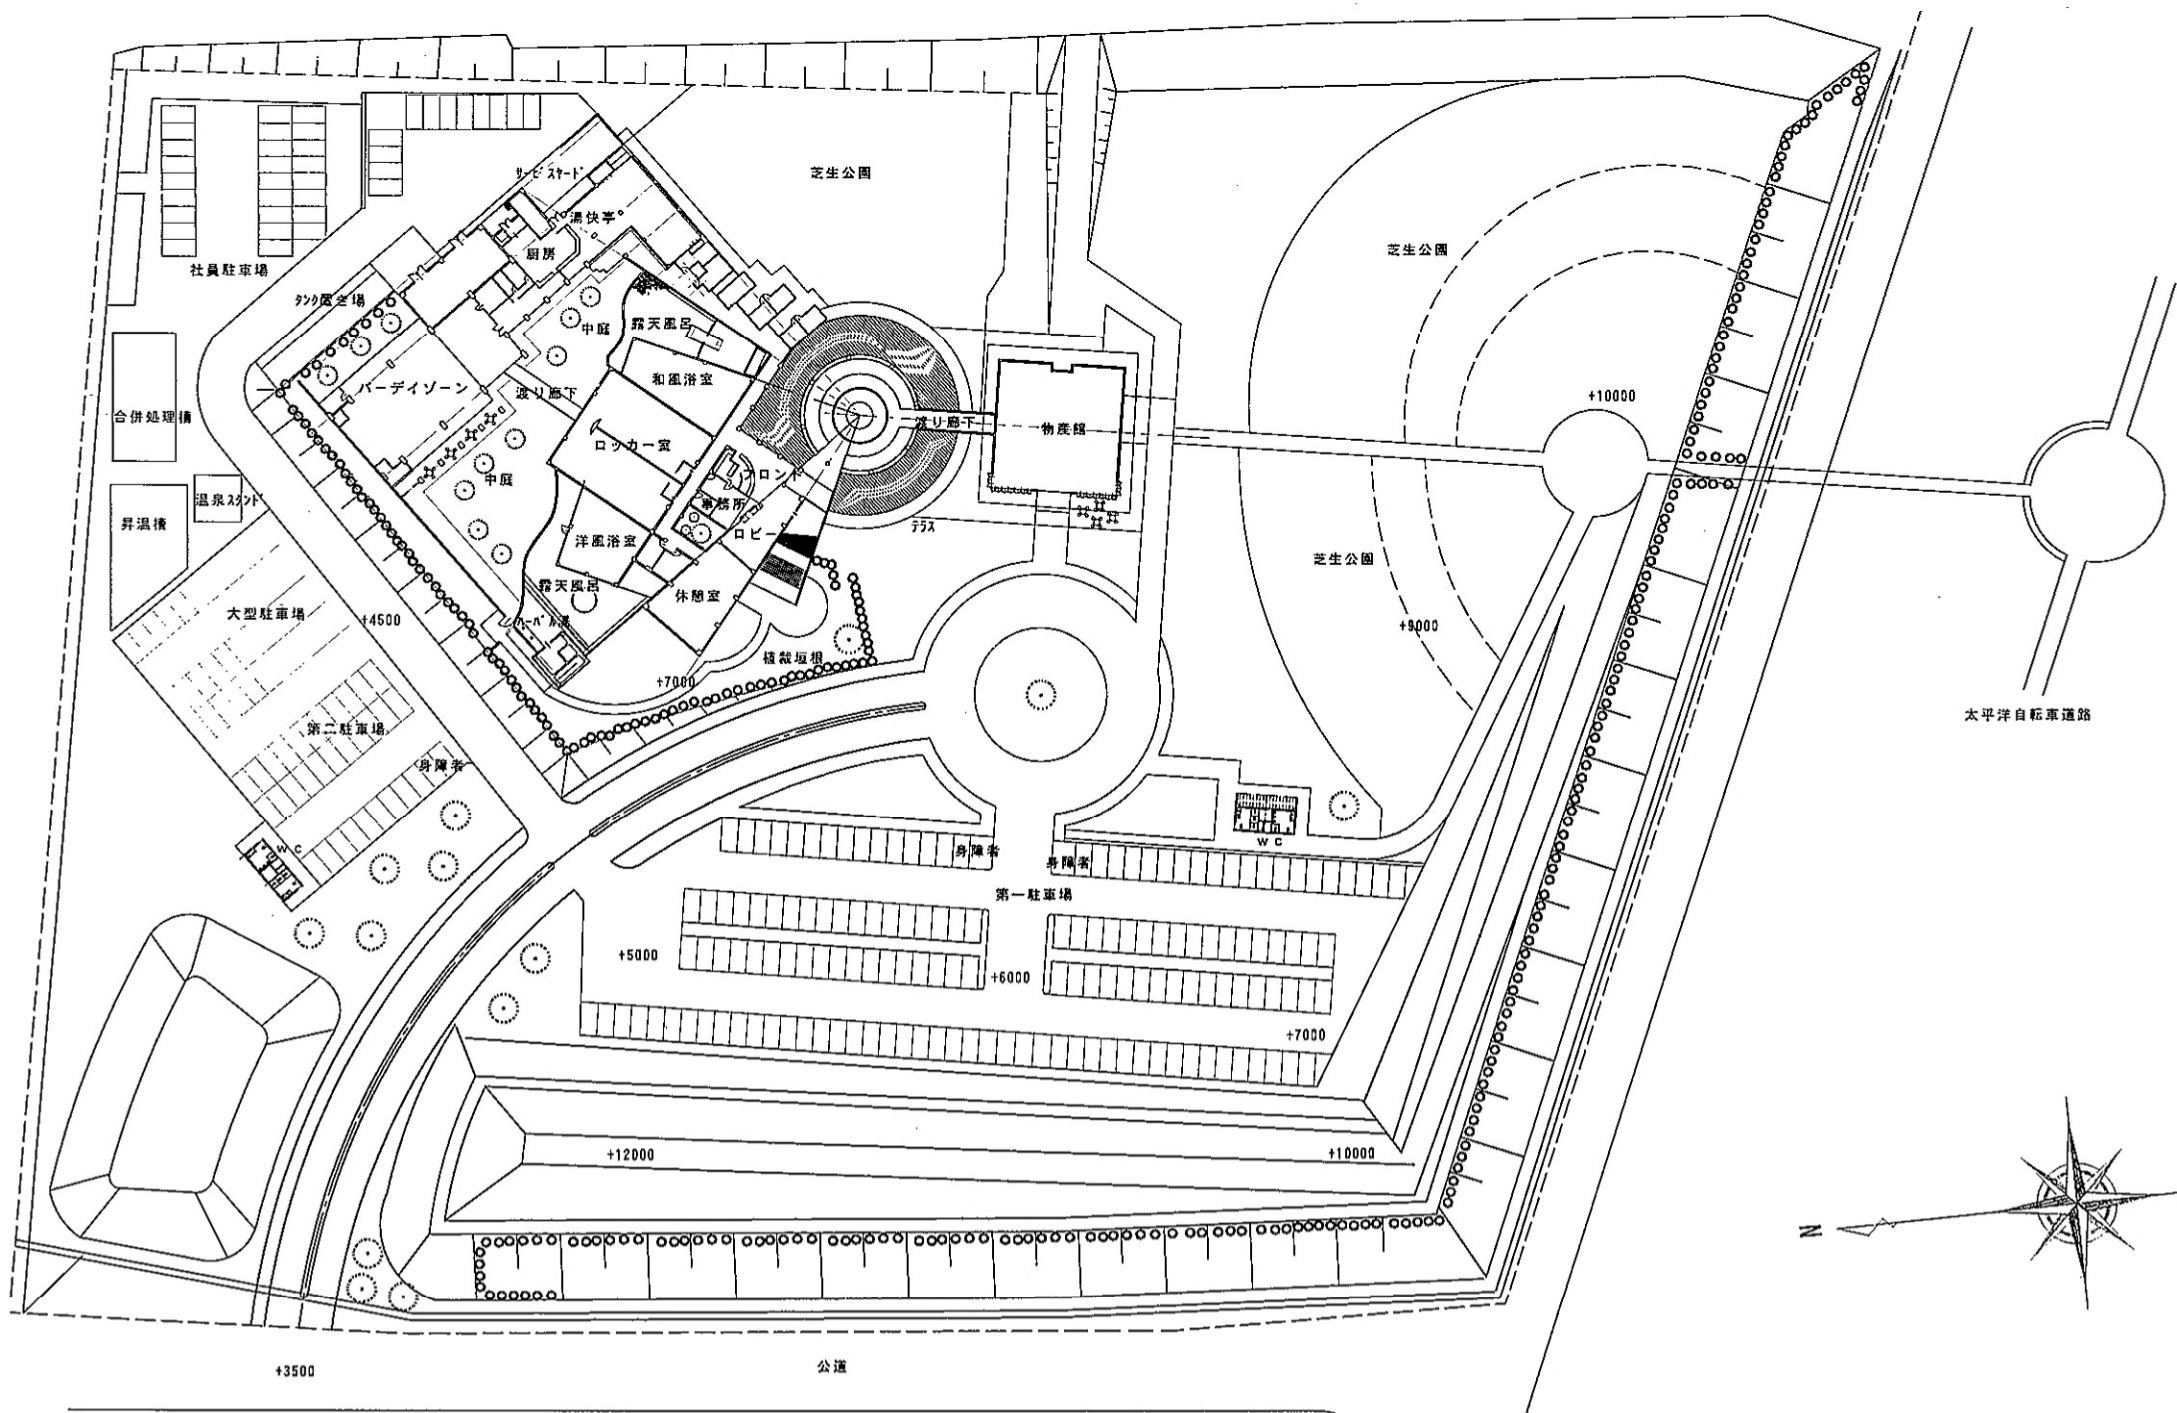 芝生公園
サービスヤード
湯快亭
厨房
芝生公園
社員駐車場
タンク置き場
中庭
露天風呂
和風浴室
バーデイゾーン
渡り廊下
+10000
合併処理槽
渡り廊下
物産館
ロッカー室
フロント
中庭
温泉スタンド
事務所
昇温槽
テラス
ロビー
洋風浴室
芝生公園
露天風呂
休憩室
大型駐車場
+4500
+9000
植栽垣根
+7000
太平洋自転車道路
第二駐車場
身障者
WC
WC
身障者
身障者
第一駐車場
+5000
+6000
+7000
+12000
+10000
N
公道
+3500